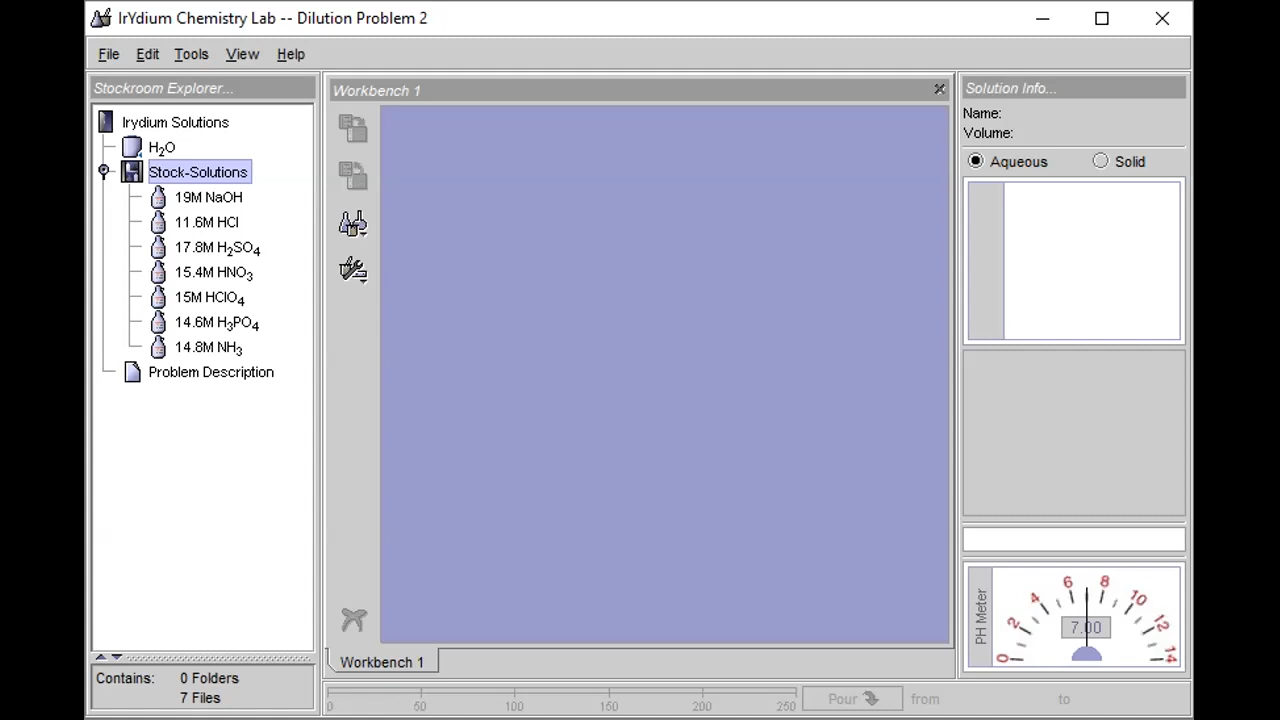 IrYdium Chemistry Lab -- Dilution Problem 2
File Edit Tools View Help
Stockroom Explorer...
Irydium Solutions
H₂O
Stock-Solutions
19M NaOH
11.6M HCl
17.8M H₂SO₄
15.4M HNO₃
15M HClO₄
14.6M H₃PO₄
14.8M NH₃
Problem Description
Contains: 0 Folders
7 Files
Workbench 1
Workbench 1
0 50 100 150 200 250
Pour from to
Solution Info...
Name:
Volume:
Aqueous Solid
PH Meter
0 2 4 6 8 10 12 14
7.00